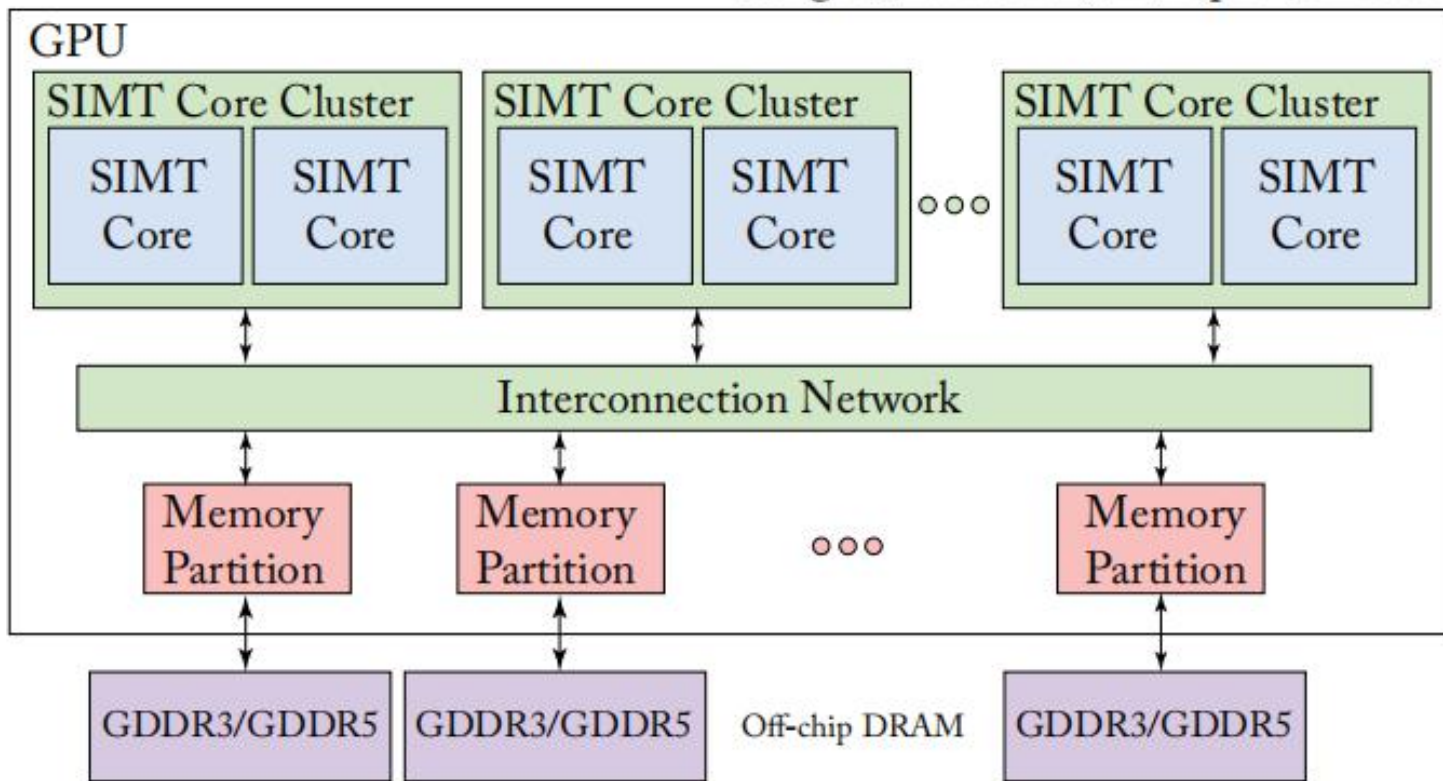 GPU
SIMT Core Cluster
SIMT
Core
SIMT
Core
SIMT Core Cluster
SIMT
Core
SIMT
Core
SIMT Core Cluster
SIMT
Core
SIMT
Core
Interconnection Network
Memory
Partition
Memory
Partition
Memory
Partition
GDDR3/GDDR5
GDDR3/GDDR5
Off-chip DRAM
GDDR3/GDDR5